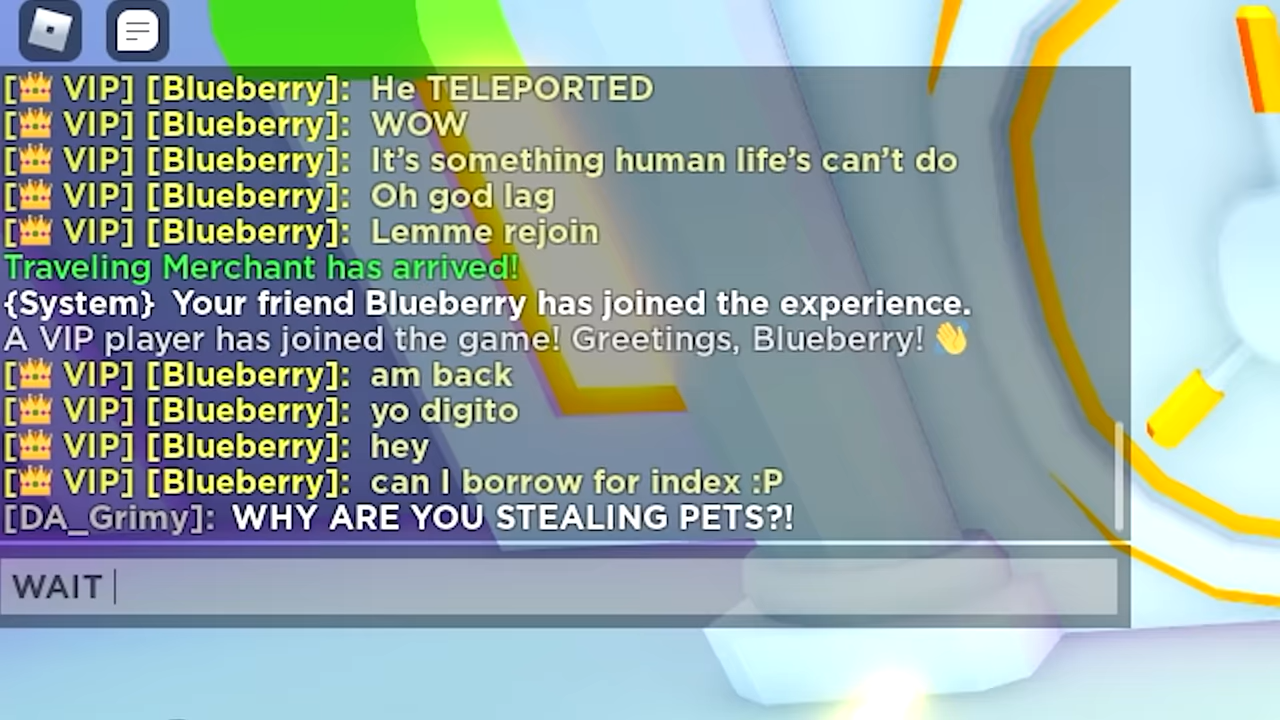 [👑 VIP] [Blueberry]: He TELEPORTED
[👑 VIP] [Blueberry]: WOW
[👑 VIP] [Blueberry]: It’s something human life’s can’t do
[👑 VIP] [Blueberry]: Oh god lag
[👑 VIP] [Blueberry]: Lemme rejoin
Traveling Merchant has arrived!
{System} Your friend Blueberry has joined the experience.
A VIP player has joined the game! Greetings, Blueberry! 👋
[👑 VIP] [Blueberry]: am back
[👑 VIP] [Blueberry]: yo digito
[👑 VIP] [Blueberry]: hey
[👑 VIP] [Blueberry]: can I borrow for index :P
[DA_Grimy]: WHY ARE YOU STEALING PETS?!
WAIT